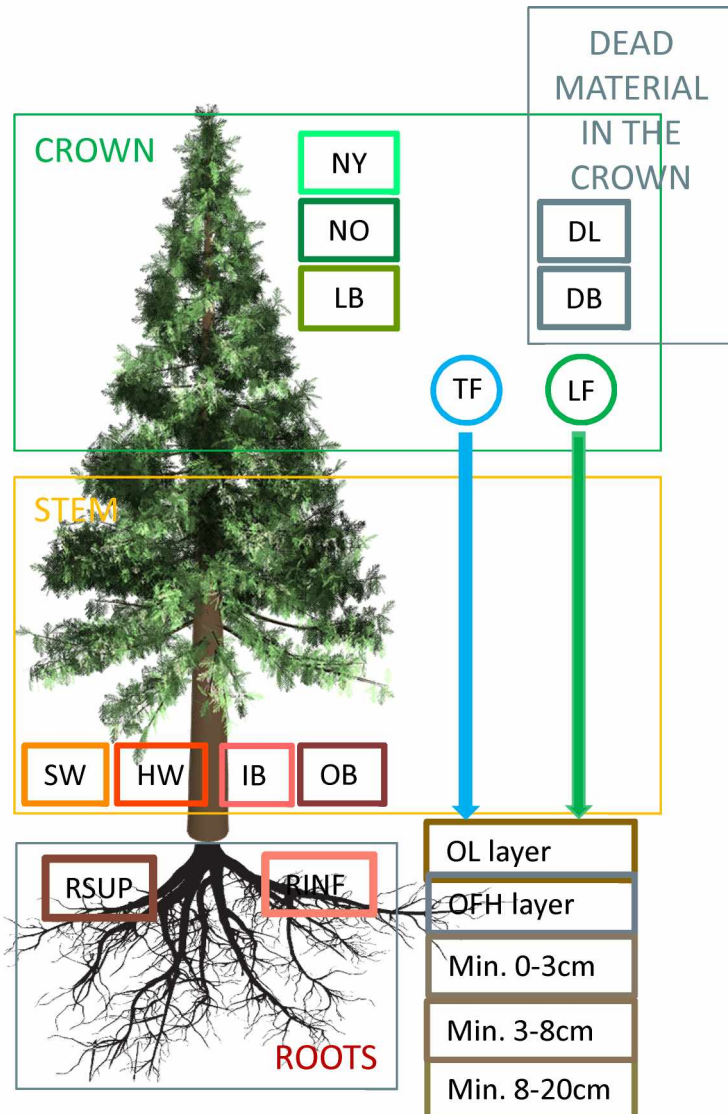 DEAD
MATERIAL
IN THE
CROWN
CROWN
NY
NO
LB
DL
DB
TF
LF
STEM
SW
HW
IB
OB
RSUP
RINF
ROOTS
OL layer
OFH layer
Min. 0-3cm
Min. 3-8cm
Min. 8-20cm